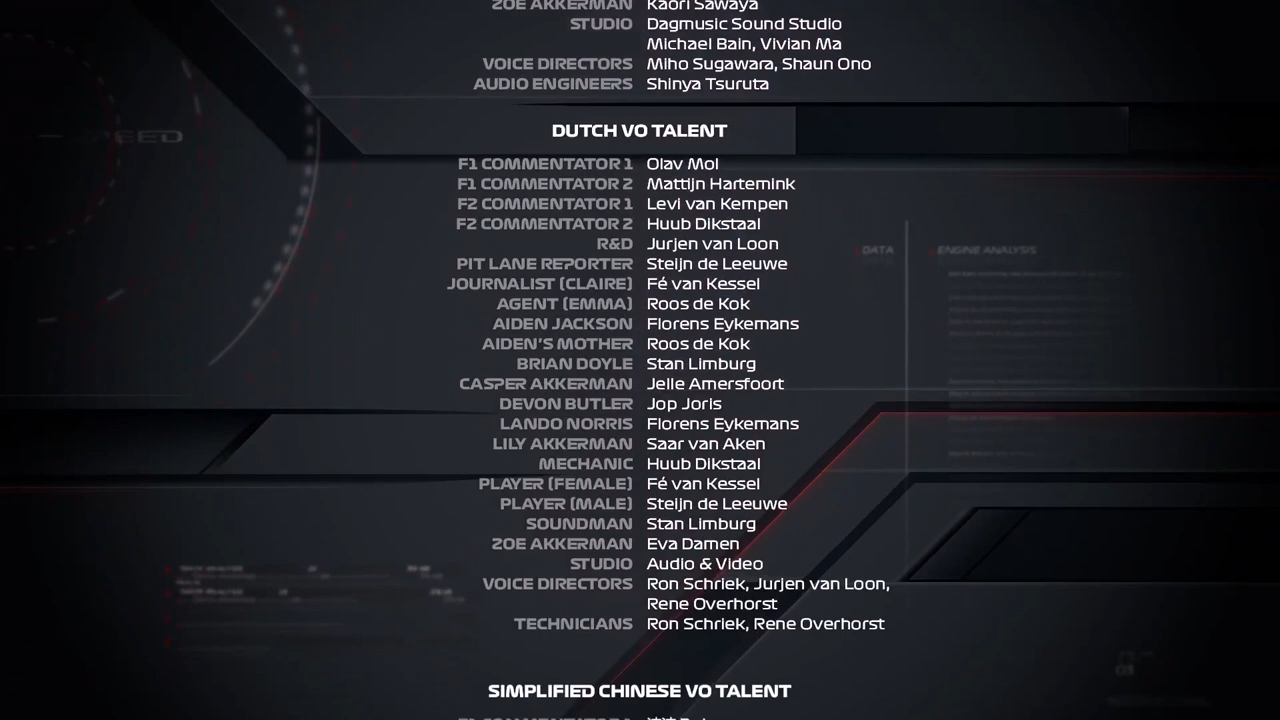 ZOE AKKERMAN Kaori Sawaya
STUDIO Dagmusic Sound Studio
Michael Bain, Vivian Ma
VOICE DIRECTORS Miho Sugawara, Shaun Ono
AUDIO ENGINEERS Shinya Tsuruta
DUTCH VO TALENT
F1 COMMENTATOR 1 Olav Mol
F1 COMMENTATOR 2 Mattijn Hartemink
F2 COMMENTATOR 1 Levi van Kempen
F2 COMMENTATOR 2 Huub Dikstaal
R&D Jurjen van Loon
PIT LANE REPORTER Steijn de Leeuwe
JOURNALIST (CLAIRE) Fé van Kessel
AGENT (EMMA) Roos de Kok
AIDEN JACKSON Florens Eykemans
AIDEN'S MOTHER Roos de Kok
BRIAN DOYLE Stan Limburg
CASPER AKKERMAN Jelle Amersfoort
DEVON BUTLER Jop Joris
LANDO NORRIS Florens Eykemans
LILY AKKERMAN Saar van Aken
MECHANIC Huub Dikstaal
PLAYER (FEMALE) Fé van Kessel
PLAYER (MALE) Steijn de Leeuwe
SOUNDMAN Stan Limburg
ZOE AKKERMAN Eva Damen
STUDIO Audio & Video
VOICE DIRECTORS Ron Schriek, Jurjen van Loon,
Rene Overhorst
TECHNICIANS Ron Schriek, Rene Overhorst
SIMPLIFIED CHINESE VO TALENT
F1 COMMENTATOR 1
DATA
ENGINE ANALYSIS